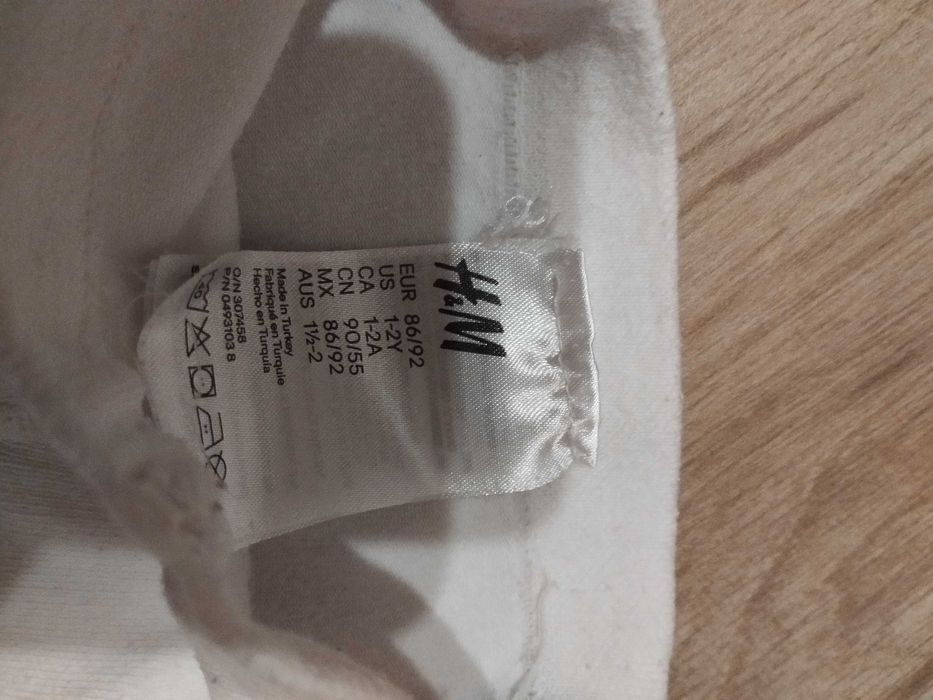 H&M
EUR 86/92
US 1-2Y
CA 1-2A
CN 90/55
MX 86/92
AUS 1½-2
Made in Turkey
Fabriqué en Turquie
Hecho en Turquía
O/N 307458
P/N 0493103 8